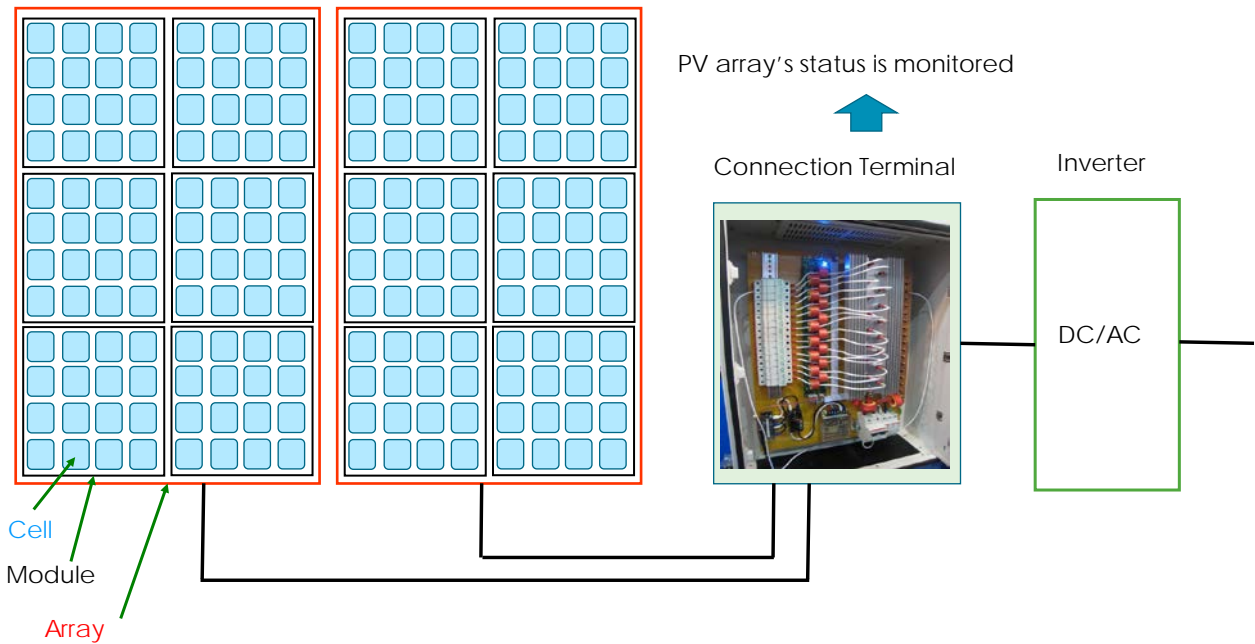 PV array's status is monitored
Connection Terminal
Inverter
DC/AC
Cell
Module
Array